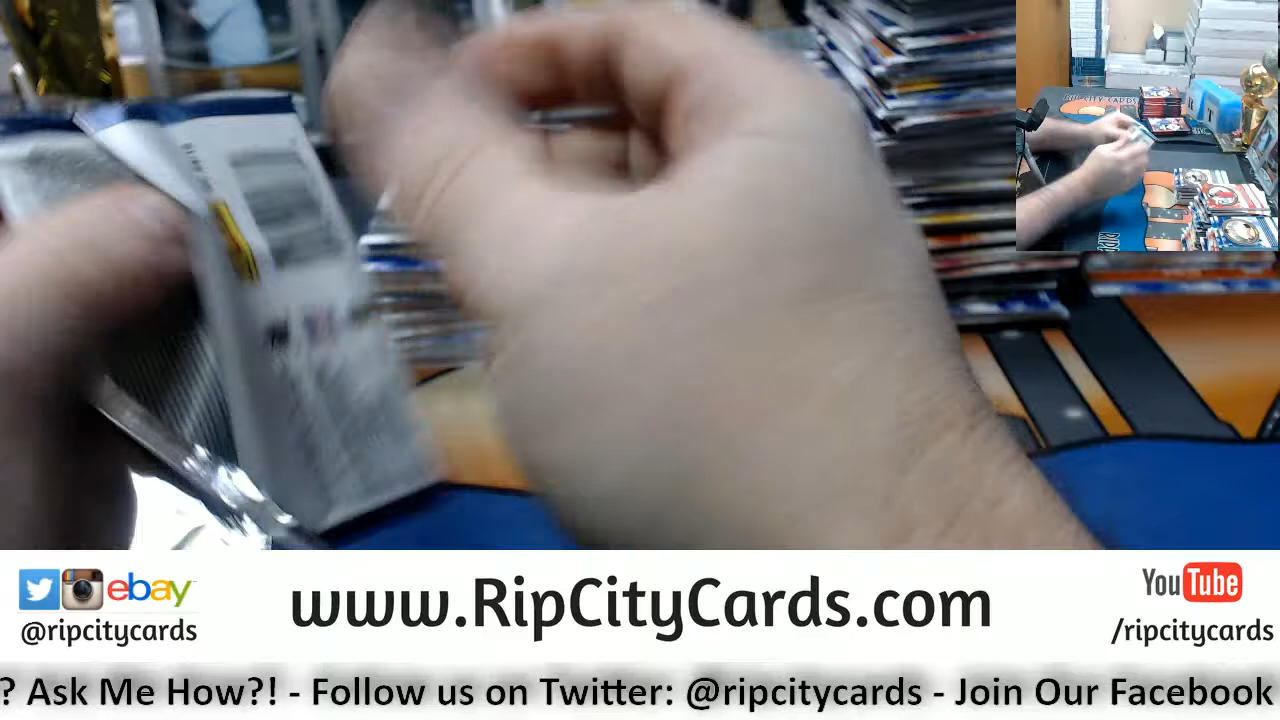 ebay
@ripcitycards
www.RipCityCards.com
YouTube
/ripcitycards
? Ask Me How?! - Follow us on Twitter: @ripcitycards - Join Our Facebook